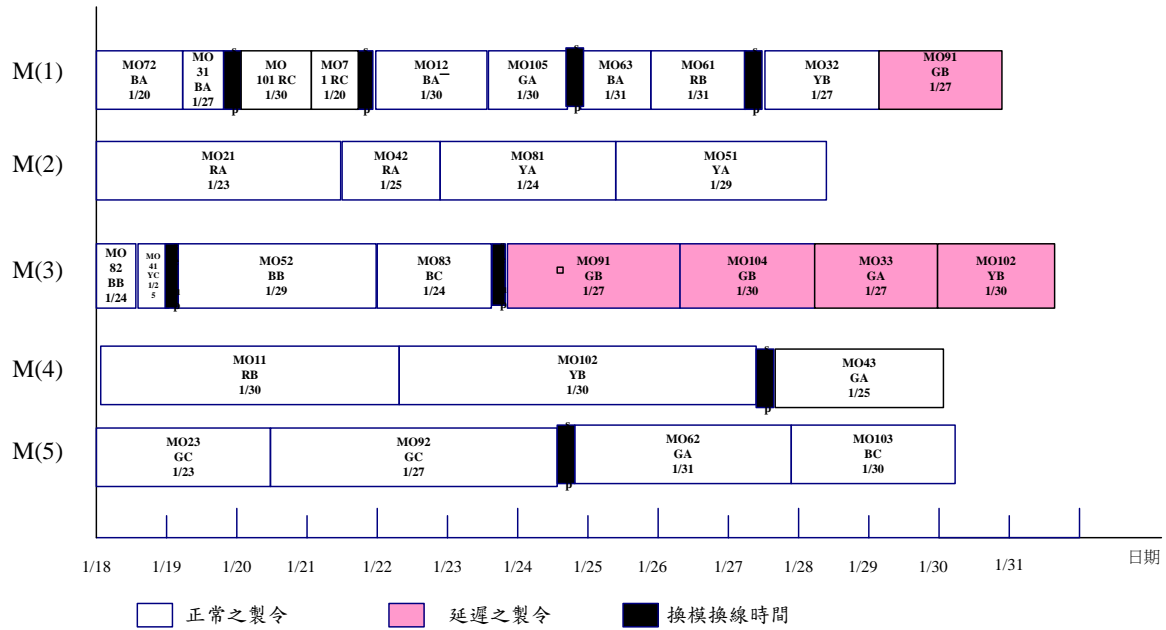 M(1)
MO72
BA
1/20
MO
31
BA
1/27
MO
101 RC
1/30
MO7
1 RC
1/20
MO12
BA
1/30
MO105
GA
1/30
MO63
BA
1/31
MO61
RB
1/31
MO32
YB
1/27
MO91
GB
1/27
M(2)
MO21
RA
1/23
MO42
RA
1/25
MO81
YA
1/24
MO51
YA
1/29
M(3)
MO
82
BB
1/24
MO
41
YC
1/2
5
MO52
BB
1/29
MO83
BC
1/24
MO91
GB
1/27
MO104
GB
1/30
MO33
GA
1/27
MO102
YB
1/30
M(4)
MO11
RB
1/30
MO102
YB
1/30
MO43
GA
1/25
M(5)
MO23
GC
1/23
MO92
GC
1/27
MO62
GA
1/31
MO103
BC
1/30
1/18 1/19 1/20 1/21 1/22 1/23 1/24 1/25 1/26 1/27 1/28 1/29 1/30 1/31 日期
正常之製令 延遲之製令 換模換線時間